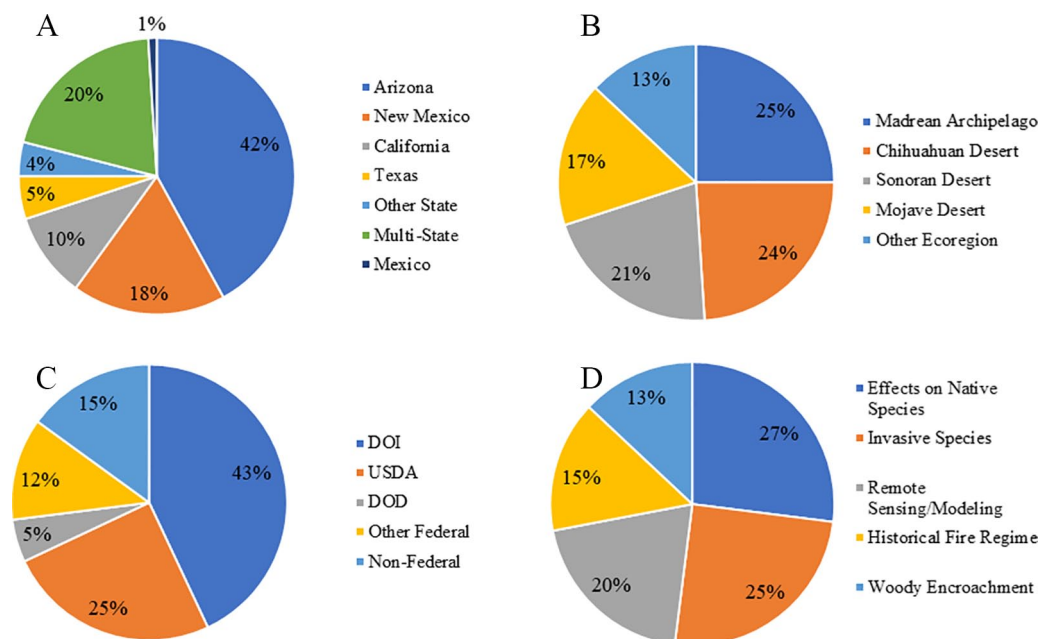 A
1%
20%
42%
4%
5%
10%
18%
Arizona
New Mexico
California
Texas
Other State
Multi-State
Mexico
B
13%
25%
17%
21%
24%
Madrean Archipelago
Chihuahuan Desert
Sonoran Desert
Mojave Desert
Other Ecoregion
C
15%
43%
12%
5%
25%
DOI
USDA
DOD
Other Federal
Non-Federal
D
13%
27%
15%
20%
25%
Effects on Native
Species
Invasive Species
Remote
Sensing/Modeling
Historical Fire Regime
Woody Encroachment